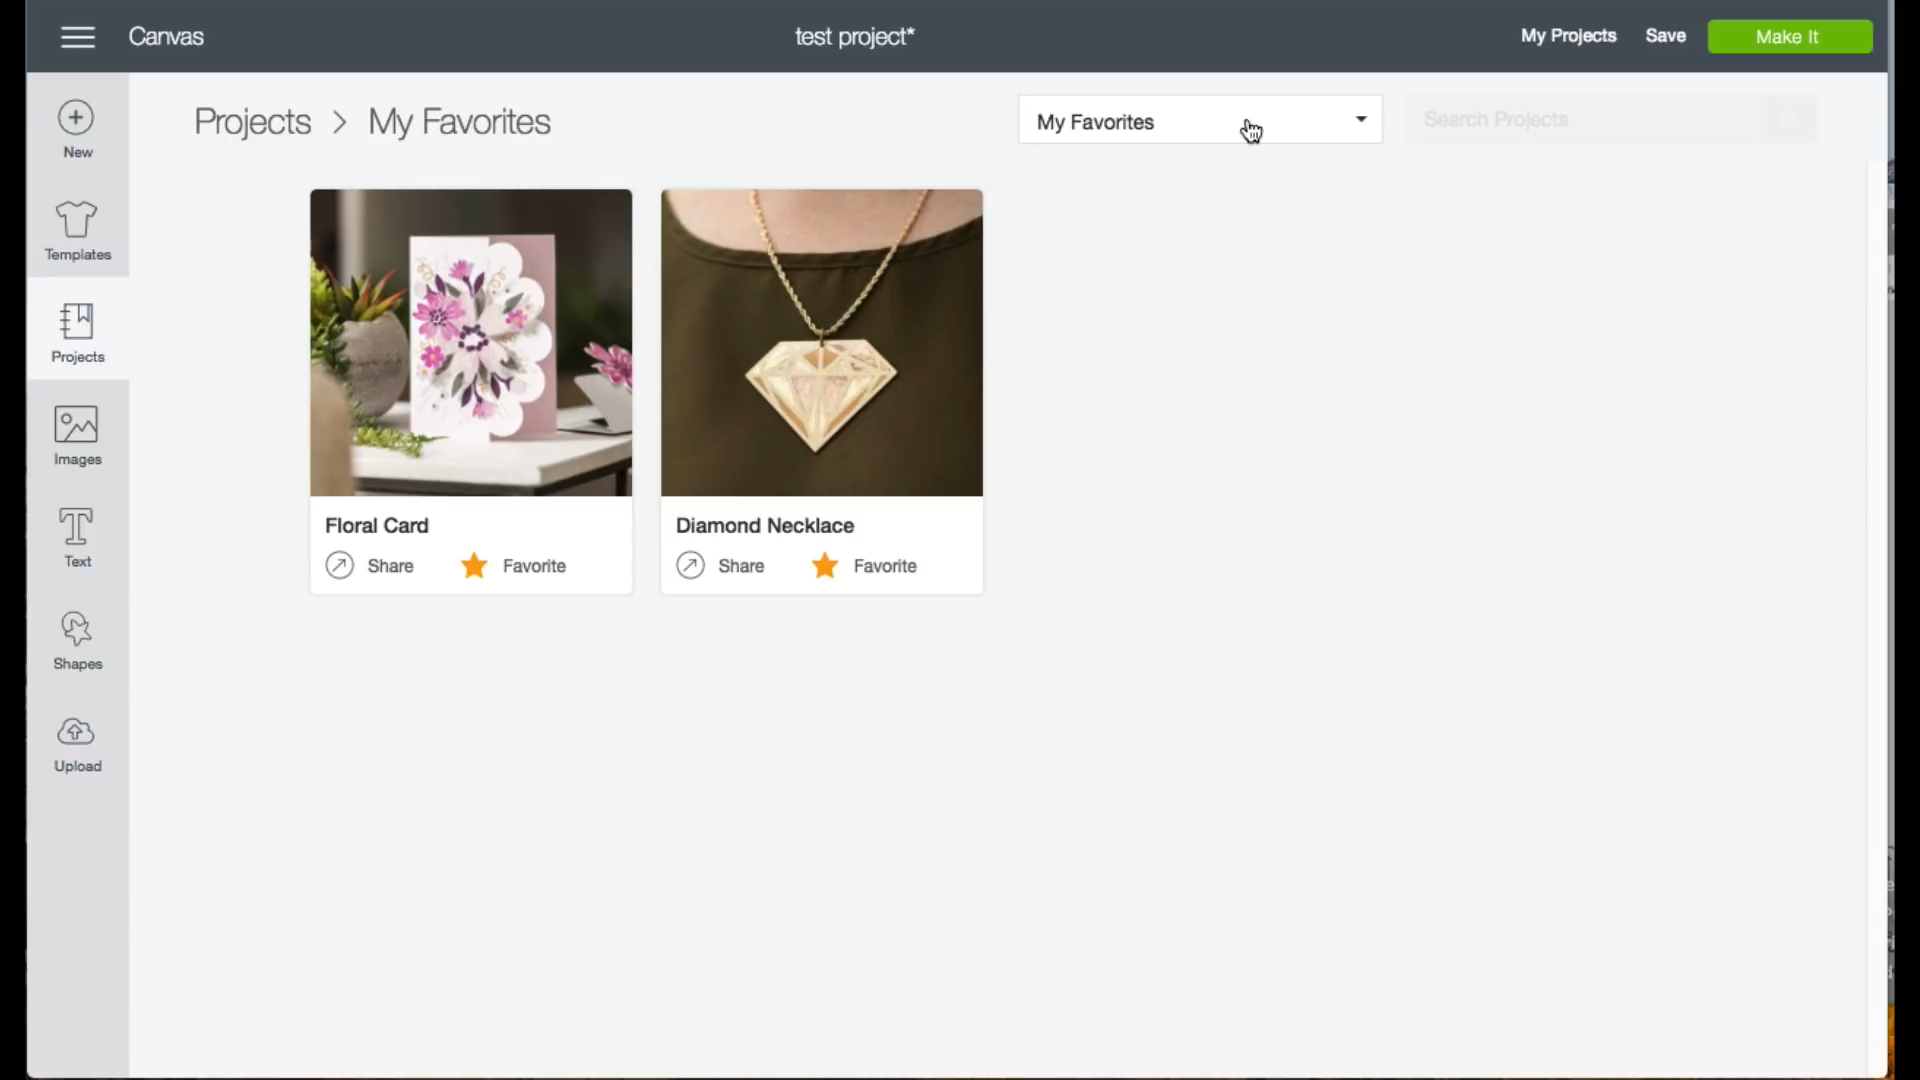 Canvas
test project*
My Projects
Save
Make It
New
Templates
Projects
Images
Text
Shapes
Upload
Projects > My Favorites
My Favorites
Search Projects
Floral Card
Share
Favorite
Diamond Necklace
Share
Favorite